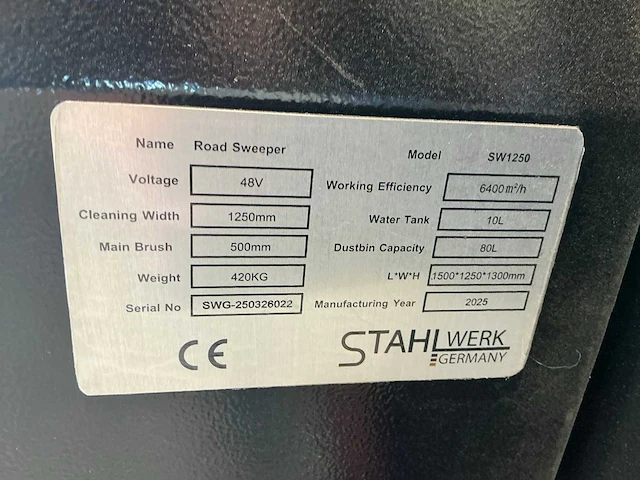 Name Road Sweeper Model SW1250
Voltage 48V Working Efficiency 6400m²/h
Cleaning Width 1250mm Water Tank 10L
Main Brush 500mm Dustbin Capacity 80L
Weight 420KG L*W*H 1500*1250*1300mm
Serial No SWG-250326022 Manufacturing Year 2025
CE STAHLWERK
GERMANY